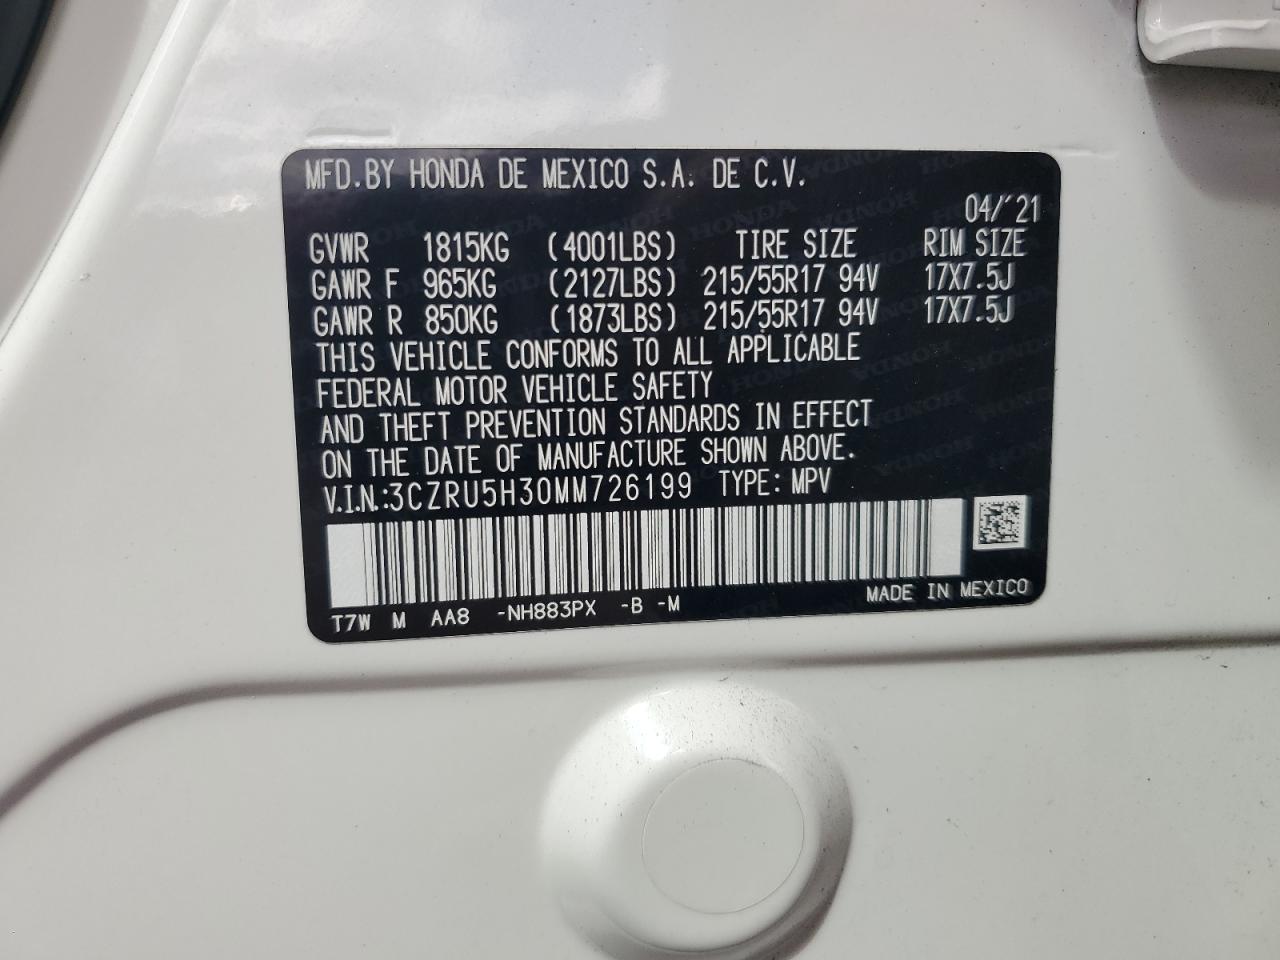 MFD.BY HONDA DE MEXICO S.A. DE C.V.
04/'21
GVWR 1815KG (4001LBS) TIRE SIZE RIM SIZE
GAWR F 965KG (2127LBS) 215/55R17 94V 17X7.5J
GAWR R 850KG (1873LBS) 215/55R17 94V 17X7.5J
THIS VEHICLE CONFORMS TO ALL APPLICABLE
FEDERAL MOTOR VEHICLE SAFETY
AND THEFT PREVENTION STANDARDS IN EFFECT
ON THE DATE OF MANUFACTURE SHOWN ABOVE.
V.I.N.:3CZRU5H30MM726199 TYPE: MPV
T7W M AA8 -NH883PX -B -M MADE IN MEXICO